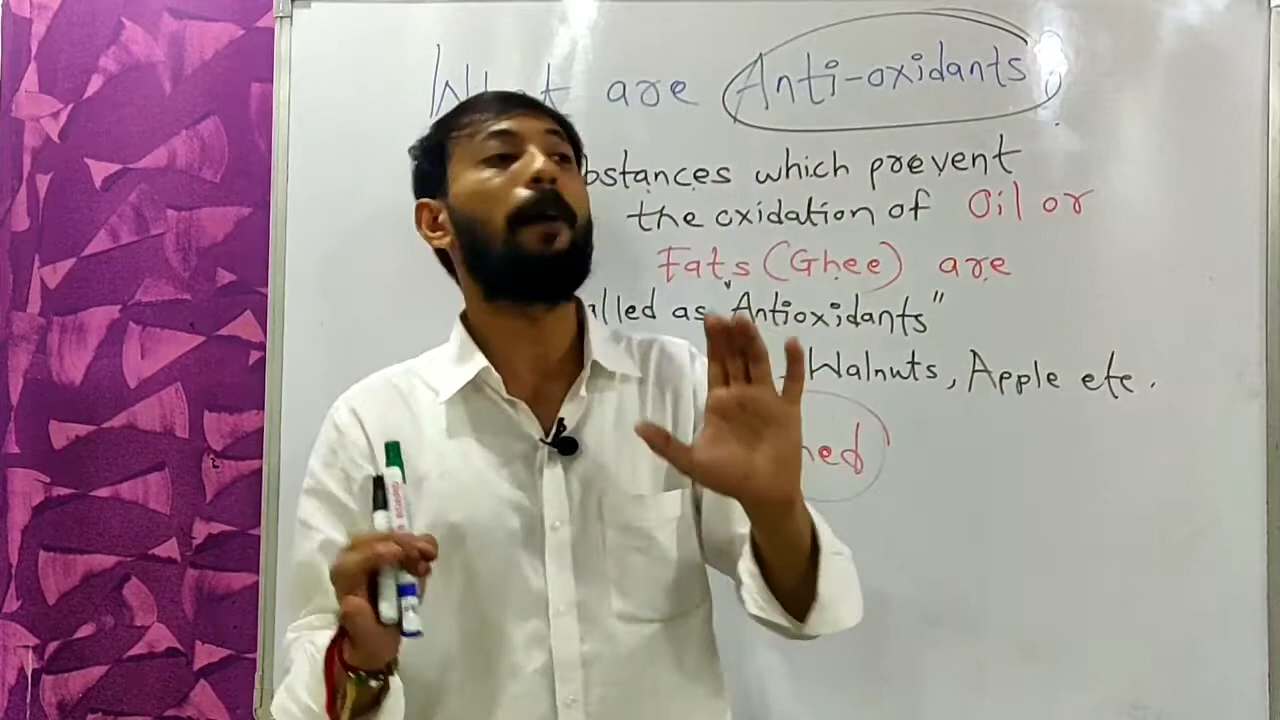 are Anti-oxidants?
bstances which prevent
the oxidation of Oil or
Fats (Ghee) are
alled as "Antioxidants"
Walnuts, Apple etc.
ned